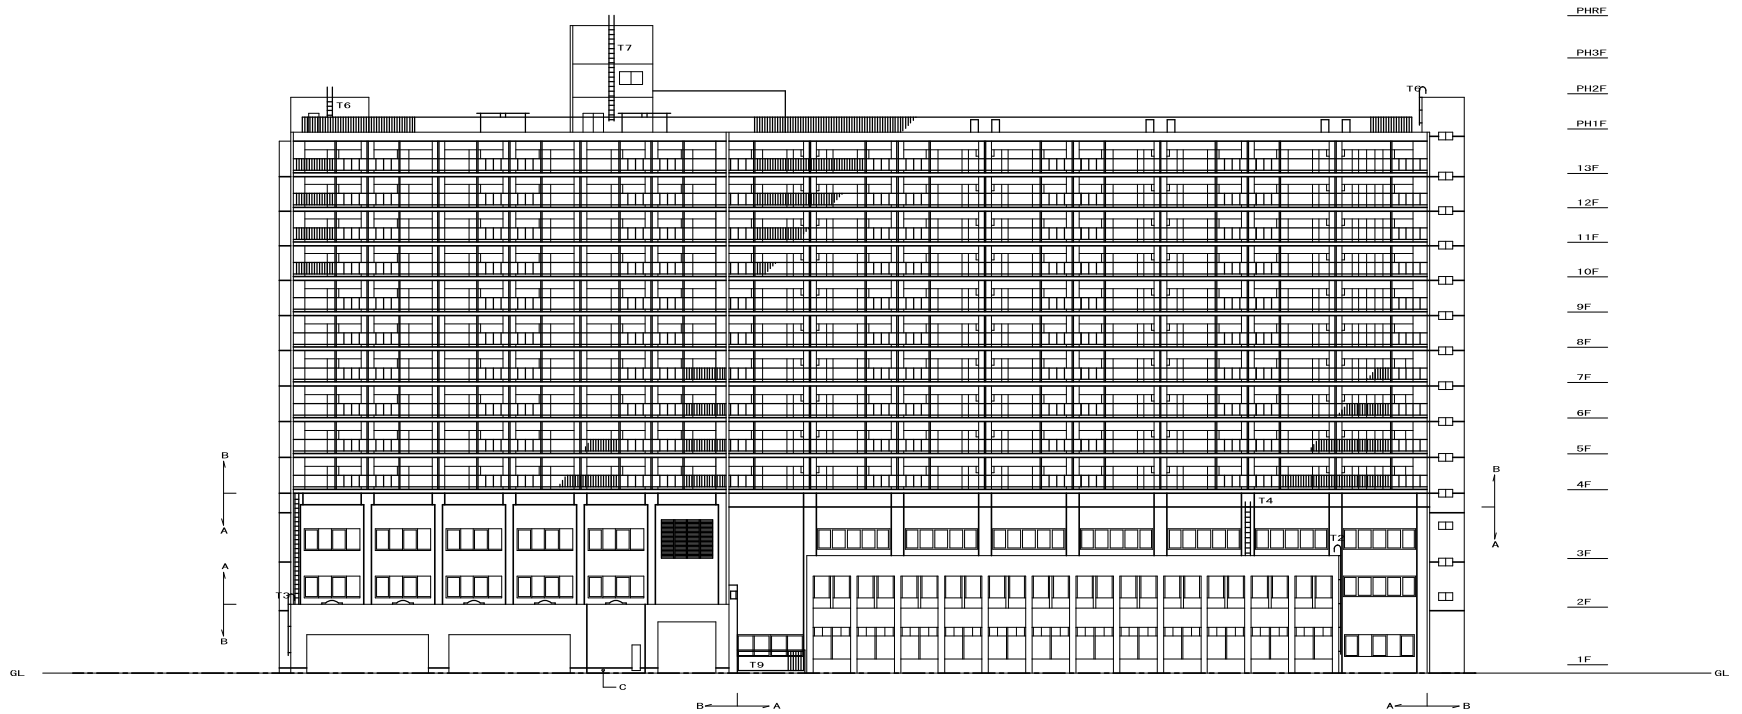 PHRF
T7
PH3F
T6
T6
PH2F
PH1F
13F
12F
11F
10F
9F
8F
7F
6F
5F
B
B
4F
T4
A
T2
A
3F
A
T3
2F
B
T9
1F
GL
GL
C
B A
A B